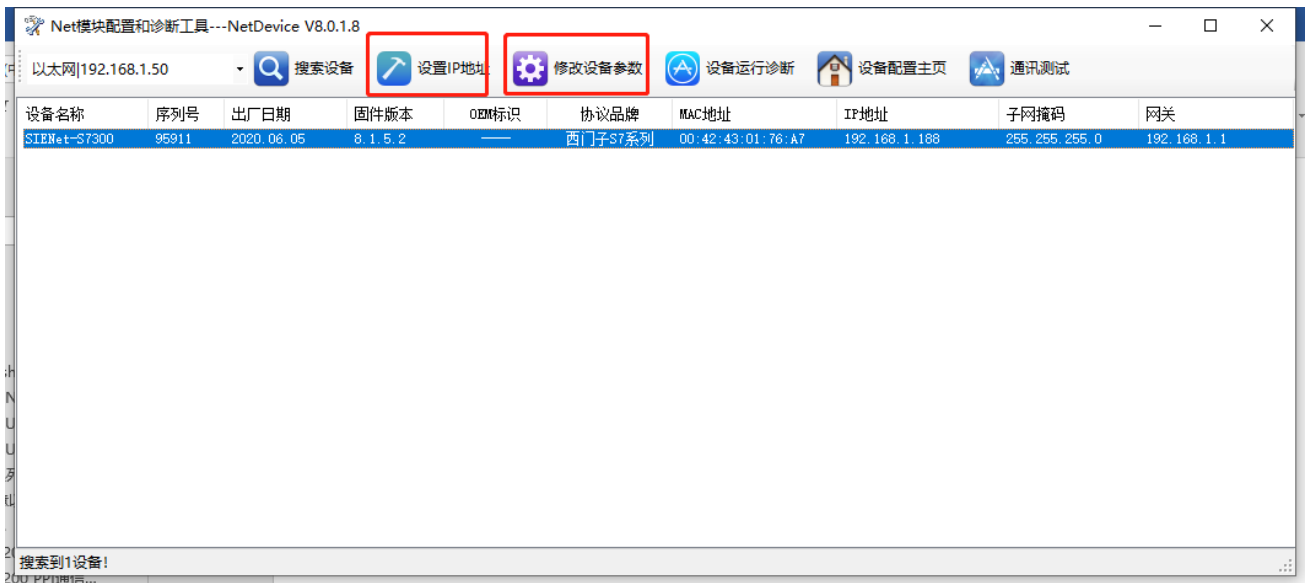 Net模块配置和诊断工具---NetDevice V8.0.1.8
以太网|192.168.1.50 搜索设备 设置IP地址 修改设备参数 设备运行诊断 设备配置主页 通讯测试
设备名称 序列号 出厂日期 固件版本 OEM标识 协议品牌 MAC地址 IP地址 子网掩码 网关
SIENet-S7300 95911 2020.06.05 8.1.5.2 —— 西门子S7系列 00:42:43:01:76:A7 192.168.1.188 255.255.255.0 192.168.1.1
搜索到1设备!